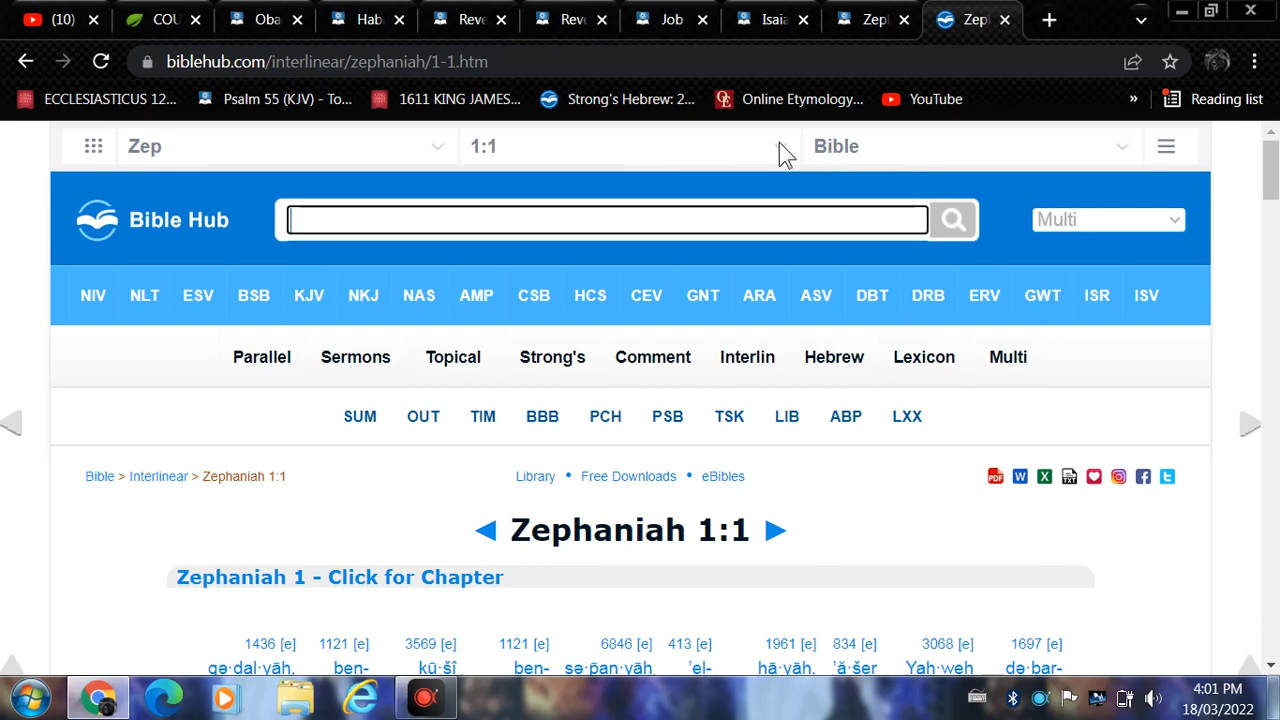 (10) COU Oba Hab Reve Reve Job Isaia Zepl Zep
biblehub.com/interlinear/zephaniah/1-1.htm
ECCLESIASTICUS 12... Psalm 55 (KJV) - To... 1611 KING JAMES... Strong's Hebrew: 2... OE Online Etymology,... YouTube » Reading list
Zep 1:1 Bible
Bible Hub Multi
NIV NLT ESV BSB KJV NKJ NAS AMP CSB HCS CEV GNT ARA ASV DBT DRB ERV GWT ISR ISV
Parallel Sermons Topical Strong's Comment Interlin Hebrew Lexicon Multi
SUM OUT TIM BBB PCH PSB TSK LIB ABP LXX
Bible > Interlinear > Zephaniah 1:1 Library • Free Downloads • eBibles PDF W X TXT
◄ Zephaniah 1:1 ►
Zephaniah 1 - Click for Chapter
1436 [e] 1121 [e] 3569 [e] 1121 [e] 6846 [e] 413 [e] 1961 [e] 834 [e] 3068 [e] 1697 [e]
gə·dal·yāh, ben- kū·šî ben- ṣə·p̄an·yāh 'el- hā·yāh, 'ă·šer Yah·weh də·bar-
4:01 PM
18/03/2022